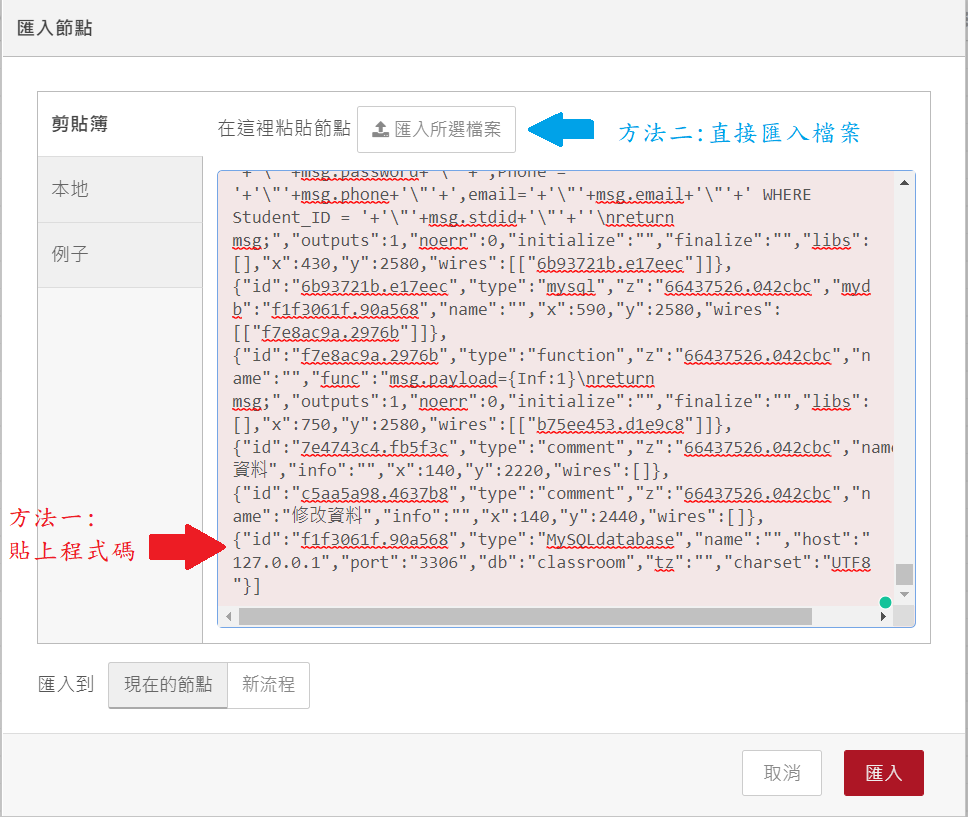 匯入節點
剪貼簿
本地
例子
在這裡粘貼節點
匯入所選檔案
方法二:直接匯入檔案
'+'\"'+msg.password+'\"'+',Phone =
'+'\"'+msg.phone+'\"'+',email='+'\"'+msg.email+'\"'+' WHERE
Student_ID = '+'\"'+msg.stdid+'\"'+''\nreturn
msg;","outputs":1,"noerr":0,"initialize":"","finalize":"","libs":
[],"x":430,"y":2580,"wires":[["6b93721b.e17eec"]]},
{"id":"6b93721b.e17eec","type":"mysql","z":"66437526.042cbc","myd
b":"f1f3061f.90a568","name":"","x":590,"y":2580,"wires":
[["f7e8ac9a.2976b"]]},
{"id":"f7e8ac9a.2976b","type":"function","z":"66437526.042cbc","n
ame":"","func":"msg.payload={Inf:1}\nreturn
msg;","outputs":1,"noerr":0,"initialize":"","finalize":"","libs":
[],"x":750,"y":2580,"wires":[["b75ee453.d1e9c8"]]},
{"id":"7e4743c4.fb5f3c","type":"comment","z":"66437526.042cbc","name
資料","info":"","x":140,"y":2220,"wires":[]},
{"id":"c5aa5a98.4637b8","type":"comment","z":"66437526.042cbc","n
ame":"修改資料","info":"","x":140,"y":2440,"wires":[]},
{"id":"f1f3061f.90a568","type":"MySQLdatabase","name":"","host":"
127.0.0.1","port":"3306","db":"classroom","tz":"","charset":"UTF8
"}]
方法一:
貼上程式碼
匯入到
現在的節點
新流程
取消
匯入